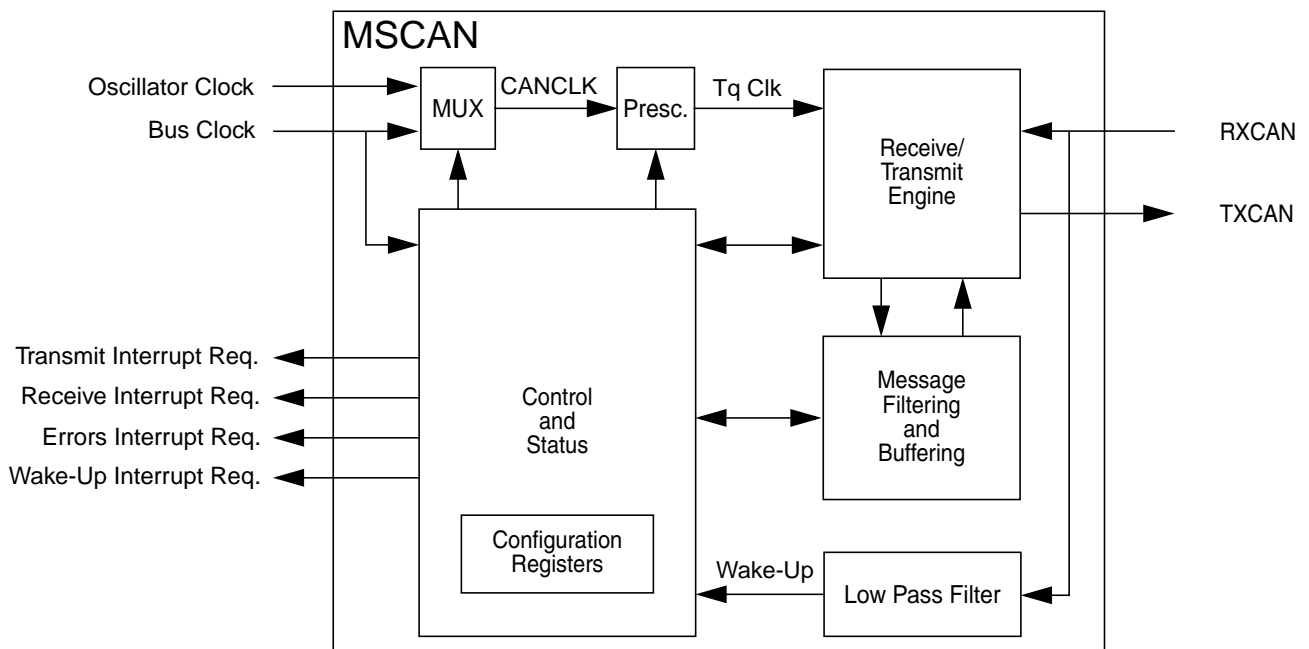 MSCAN
Oscillator Clock
Bus Clock
MUX
CANCLK
Presc.
Tq Clk
Receive/
Transmit
Engine
RXCAN
TXCAN
Transmit Interrupt Req.
Receive Interrupt Req.
Errors Interrupt Req.
Wake-Up Interrupt Req.
Control
and
Status
Message
Filtering
and
Buffering
Configuration
Registers
Wake-Up
Low Pass Filter